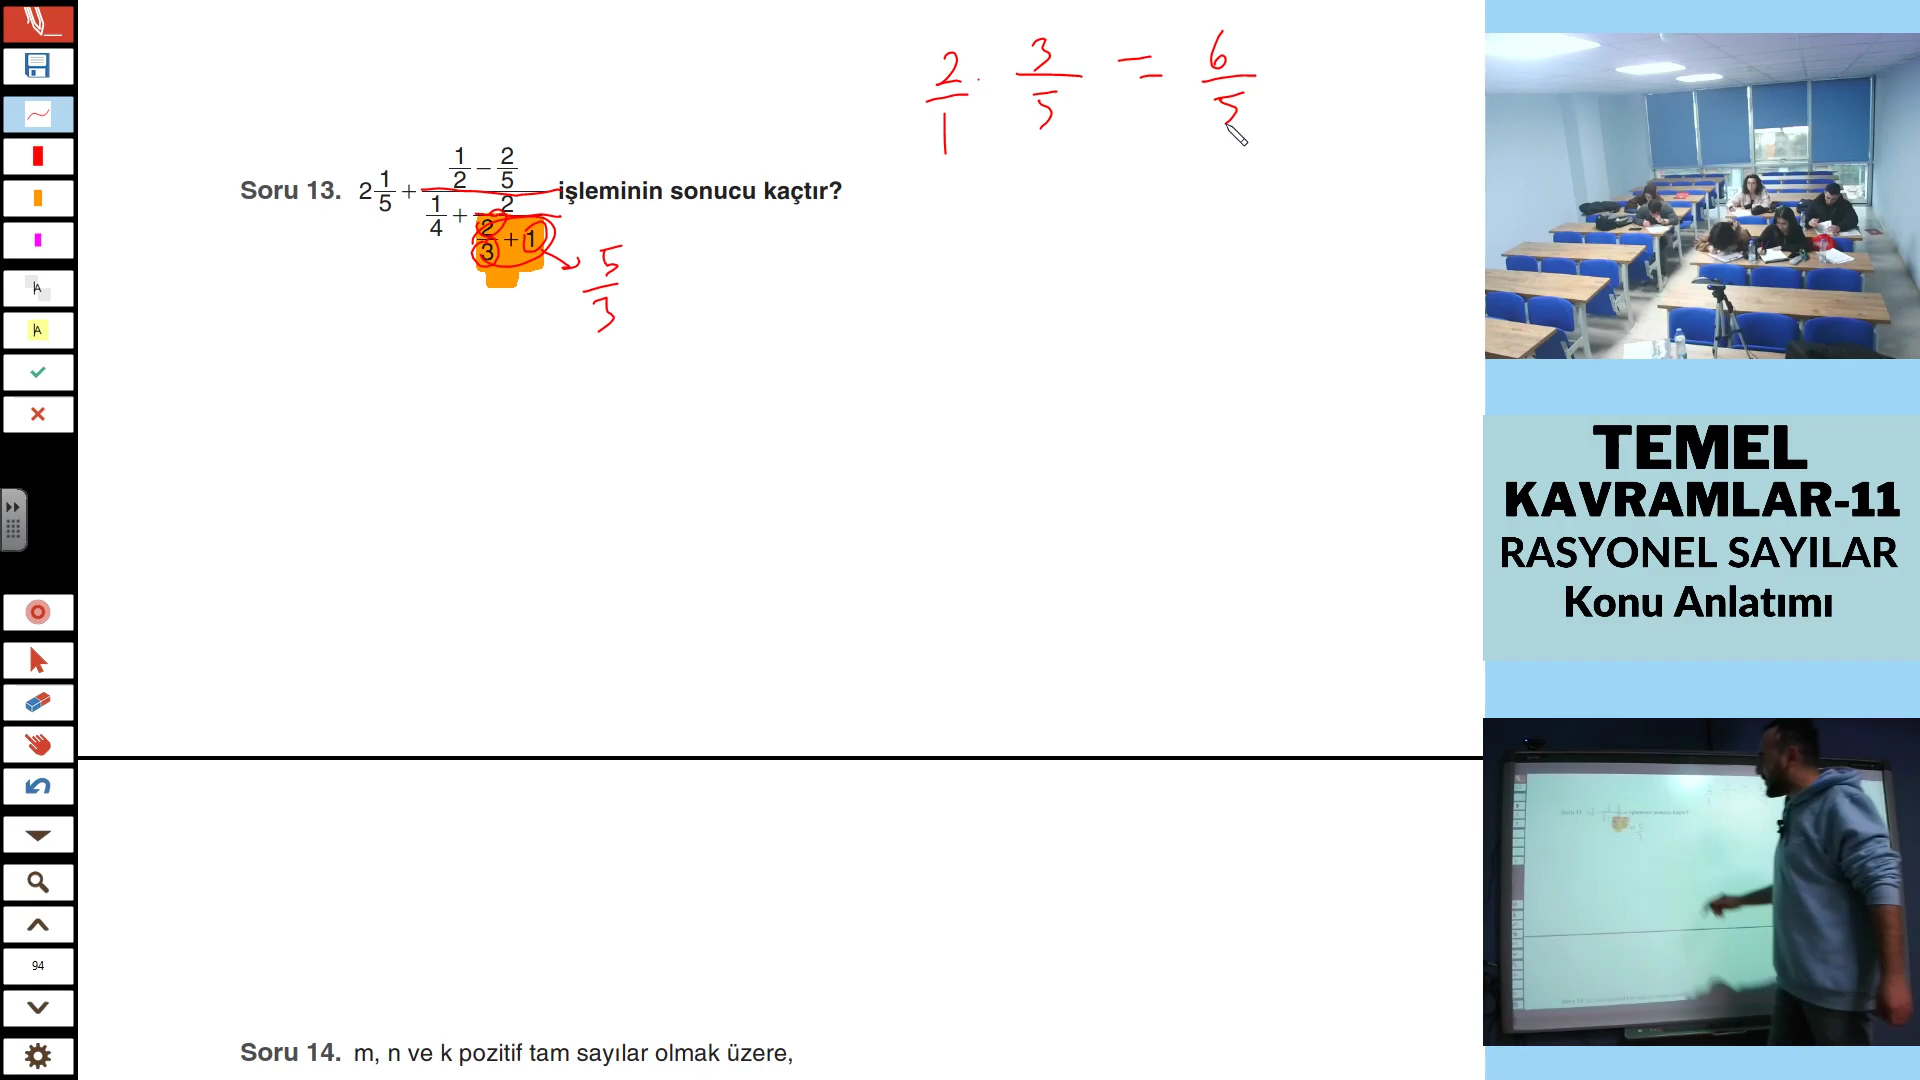 2/1 · 3/5 = 6/5
Soru 13. 2 1/5 + (1/2 − 2/5)/(1/4 + 2/(2/3 + 1)) işleminin sonucu kaçtır?
5/3
Soru 14. m, n ve k pozitif tam sayılar olmak üzere,
94
TEMEL
KAVRAMLAR-11
RASYONEL SAYILAR
Konu Anlatımı